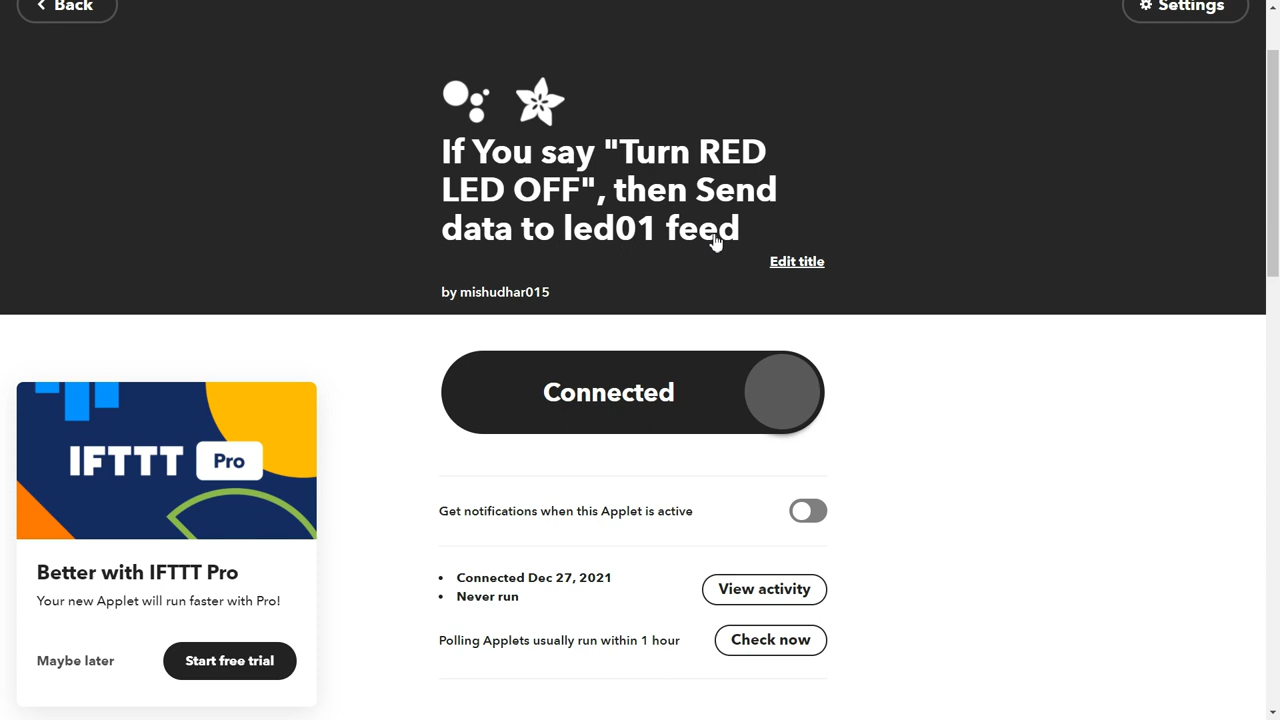 Back
Settings
If You say "Turn RED
LED OFF", then Send
data to led01 feed
Edit title
by mishudhar015
Connected
Get notifications when this Applet is active
• Connected Dec 27, 2021
• Never run
View activity
Polling Applets usually run within 1 hour
Check now
IFTTT Pro
Better with IFTTT Pro
Your new Applet will run faster with Pro!
Maybe later
Start free trial